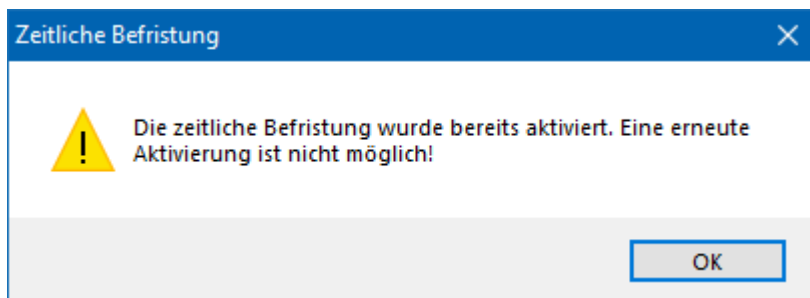 Zeitliche Befristung
Die zeitliche Befristung wurde bereits aktiviert. Eine erneute
Aktivierung ist nicht möglich!
OK